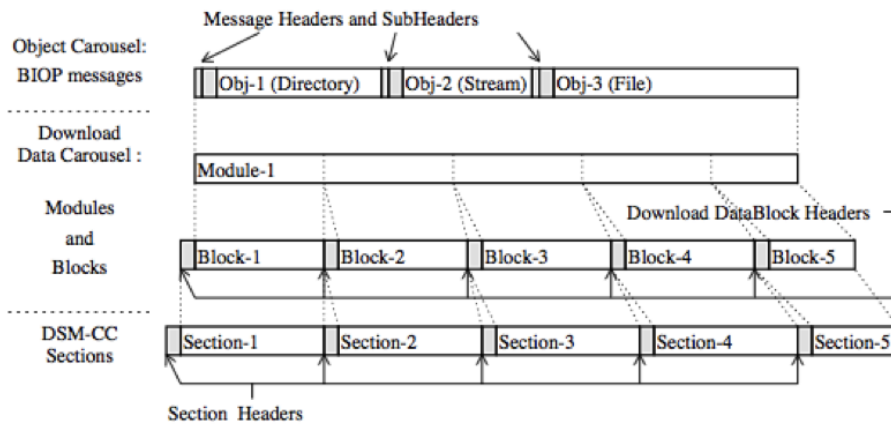 Message Headers and SubHeaders
Object Carousel:
BIOP messages
Obj-1 (Directory)
Obj-2 (Stream)
Obj-3 (File)
Download
Data Carousel :
Module-1
Modules
and
Blocks
Download DataBlock Headers
Block-1
Block-2
Block-3
Block-4
Block-5
DSM-CC
Sections
Section-1
Section-2
Section-3
Section-4
Section-5
Section Headers